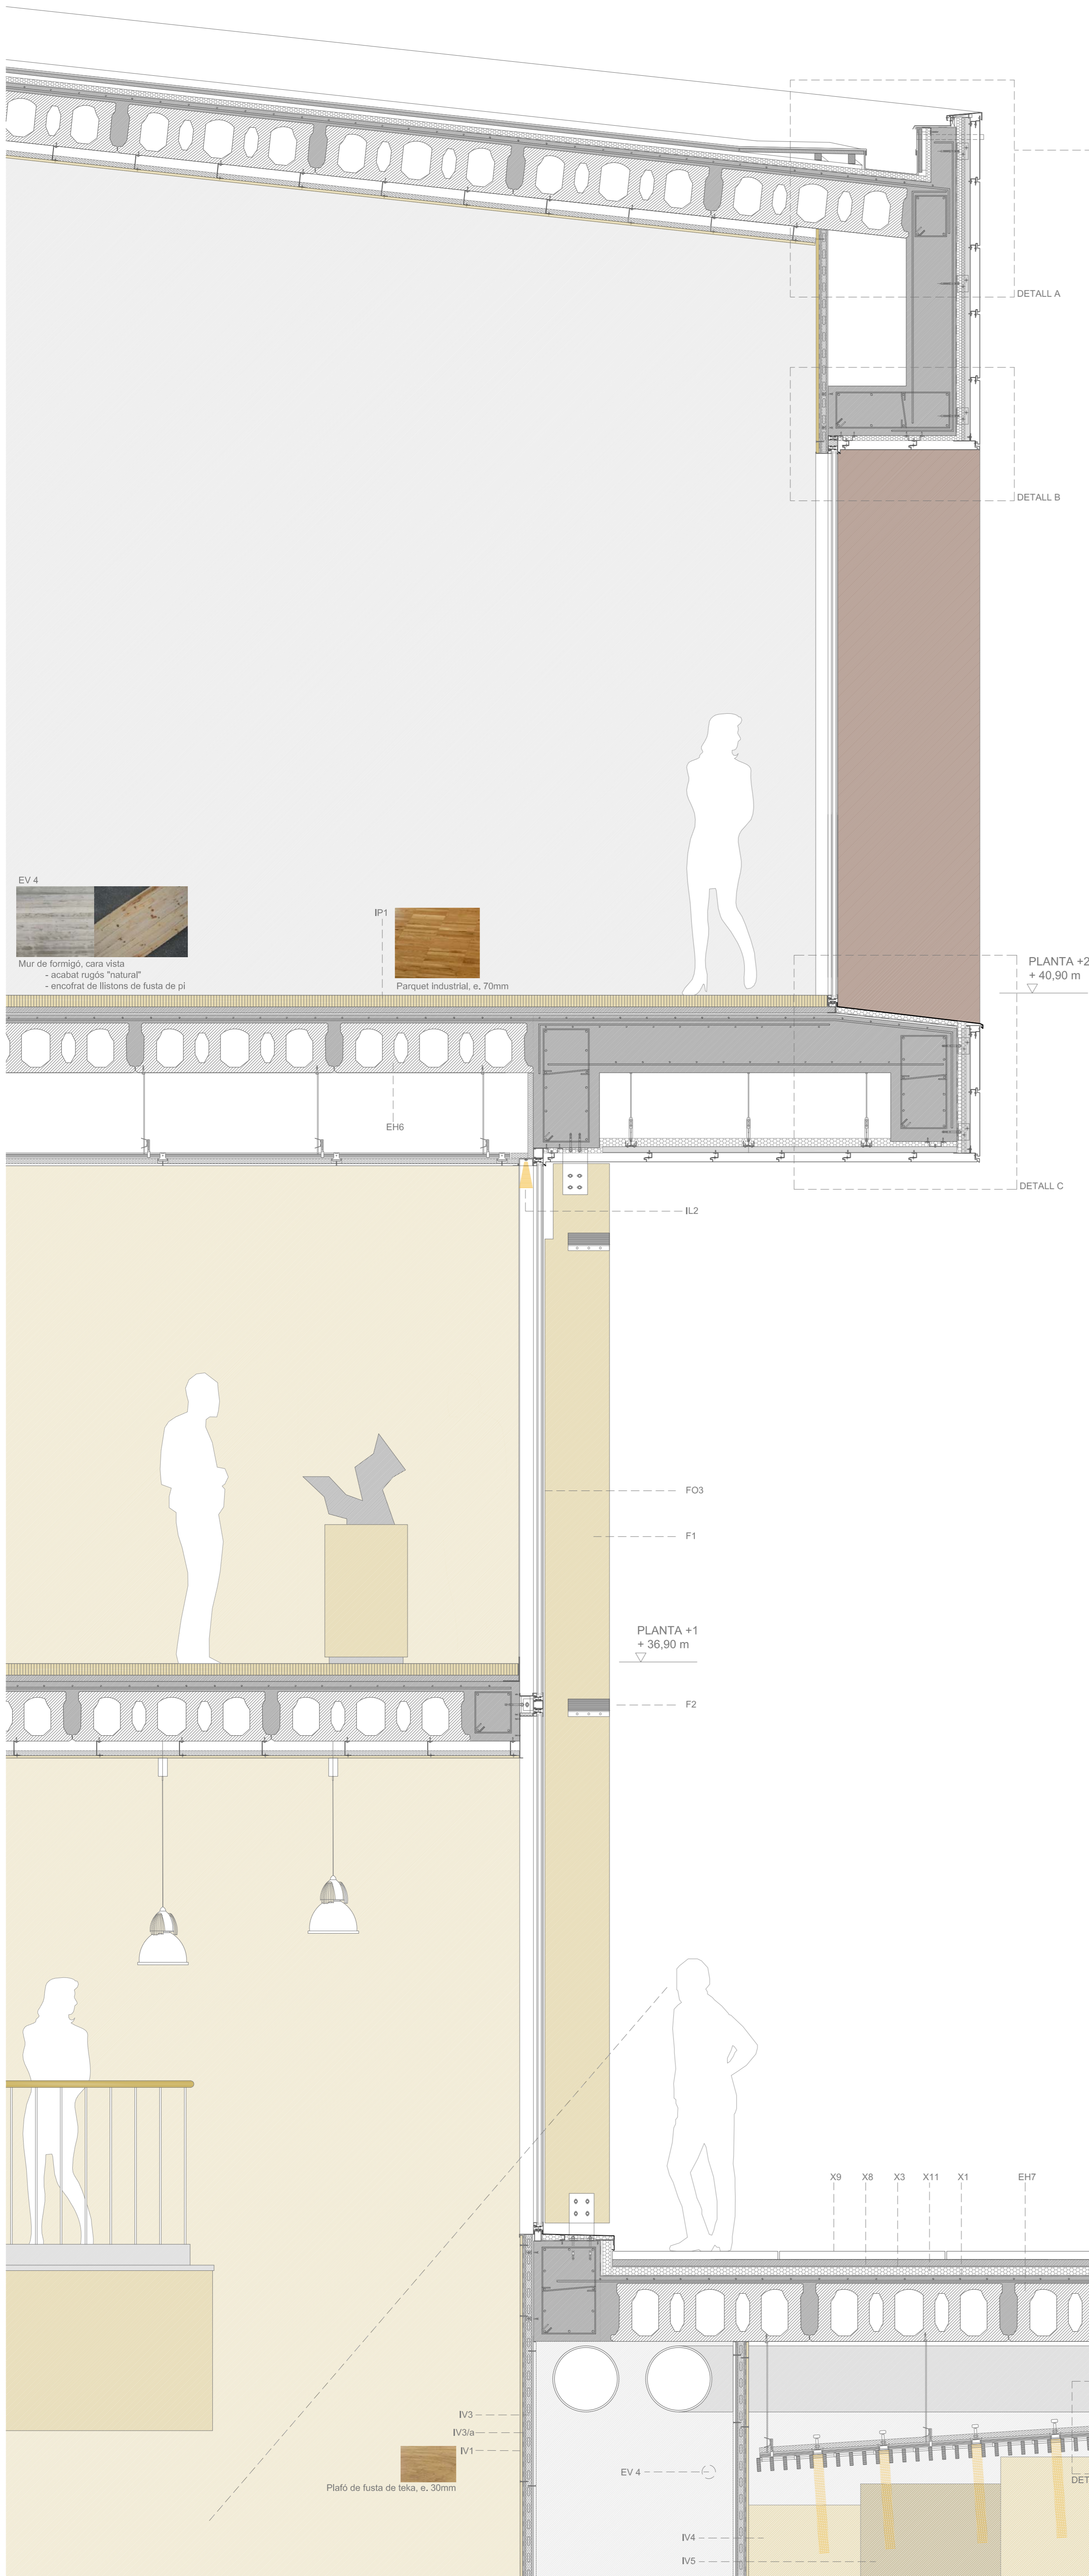 DETALL A
DETALL B
EV 4
Mur de formigó, cara vista
- acabat rugós "natural"
- encofrat de llistons de fusta de pi
IP1
Parquet industrial, e. 70mm
PLANTA +2
+ 40,90 m
EH6
DETALL C
IL2
FO3
F1
PLANTA +1
+ 36,90 m
F2
X9
X8
X3
X11
X1
EH7
IV3
IV3/a
IV1
Plafó de fusta de teka, e. 30mm
EV 4
DET
IV4
IV5